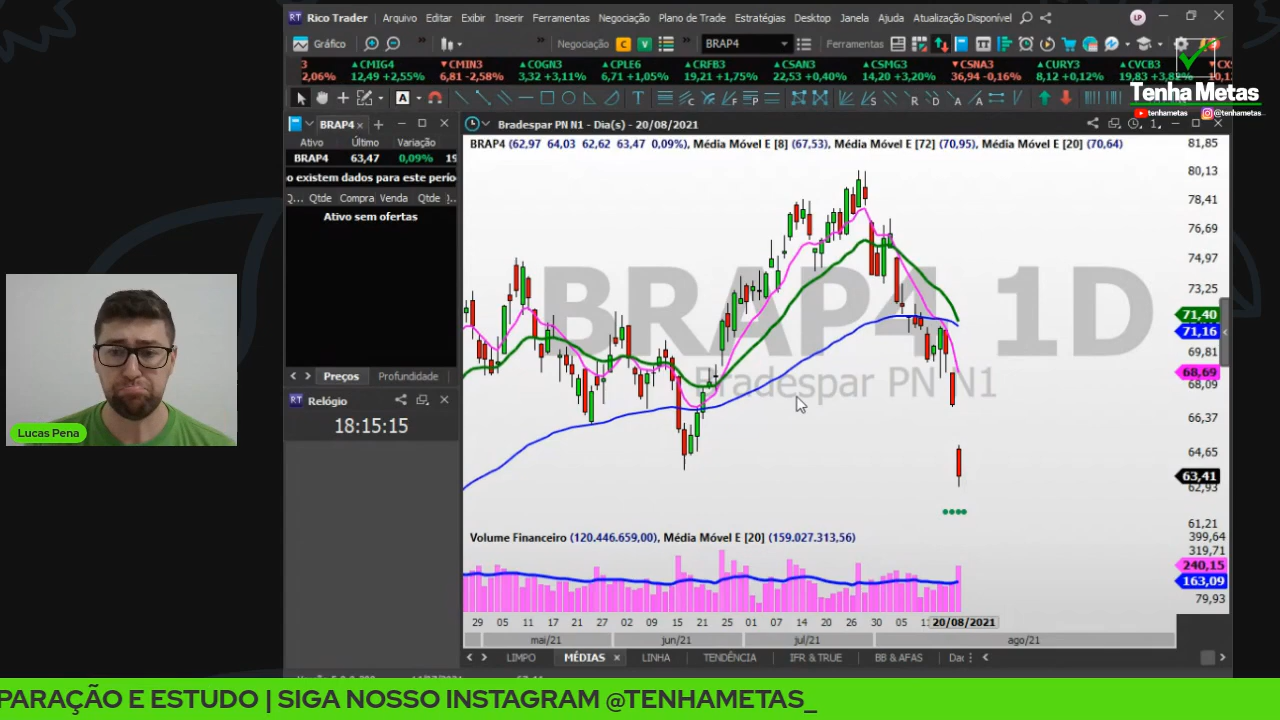 Rico Trader Arquivo Editar Exibir Inserir Ferramentas Negociação Plano de Trade Estratégias Desktop Janela Ajuda Atualização Disponível LP
Gráfico » » Negociação C V » BRAP4 Ferramentas
3 CMIG4 CMIN3 COGN3 CPLE6 CRFB3 CSAN3 CSMG3 CSNA3 CURY3 CVCB3
2,06% 12,49 +2,55% 6,81 -2,58% 3,32 +3,11% 6,71 +1,05% 19,21 +1,75% 22,53 +0,40% 14,20 +3,20% 36,94 -0,16% 8,12 +0,12%
Tenha Metas
tenhametas @tenhametas_
BRAP4
Ativo Último Variação
BRAP4 63,47 0,09% 19
o existem dados para este perío
Q... Qtde Compra Venda Qtde
Ativo sem ofertas
Preços Profundidade
RT Relógio
18:15:15
Bradespar PN N1 - Dia(s) - 20/08/2021
BRAP4 (62,97 64,03 62,62 63,47 0,09%), Média Móvel E [8] (67,53), Média Móvel E [72] (70,95), Média Móvel E [20] (70,64)
BRAP4 1D
Bradespar PN N1
81,85
80,13
78,41
76,69
74,97
73,25
71,40
71,16
69,81
68,69
68,09
66,37
64,65
63,41
62,93
61,21
Volume Financeiro (120.446.659,00), Média Móvel E [20] (159.027.313,56)
399,64
319,71
240,15
163,09
79,93
29 05 11 17 21 27 02 09 15 21 25 01 07 14 20 26 30 05 20/08/2021
mai/21 jun/21 jul/21 ago/21
LIMPO MÉDIAS LINHA TENDÊNCIA IFR & TRUE BB & AFAS
Lucas Pena
PARAÇÃO E ESTUDO | SIGA NOSSO INSTAGRAM @TENHAMETAS_